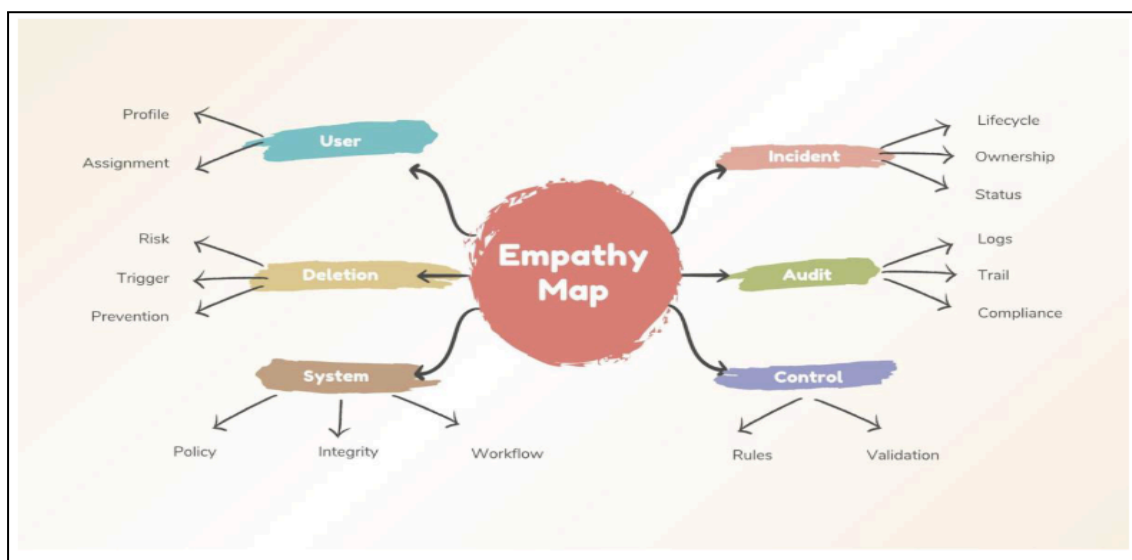 Profile
Assignment
User
Incident
Lifecycle
Ownership
Status
Risk
Trigger
Prevention
Deletion
Empathy
Map
Audit
Logs
Trail
Compliance
System
Policy
Integrity
Workflow
Control
Rules
Validation